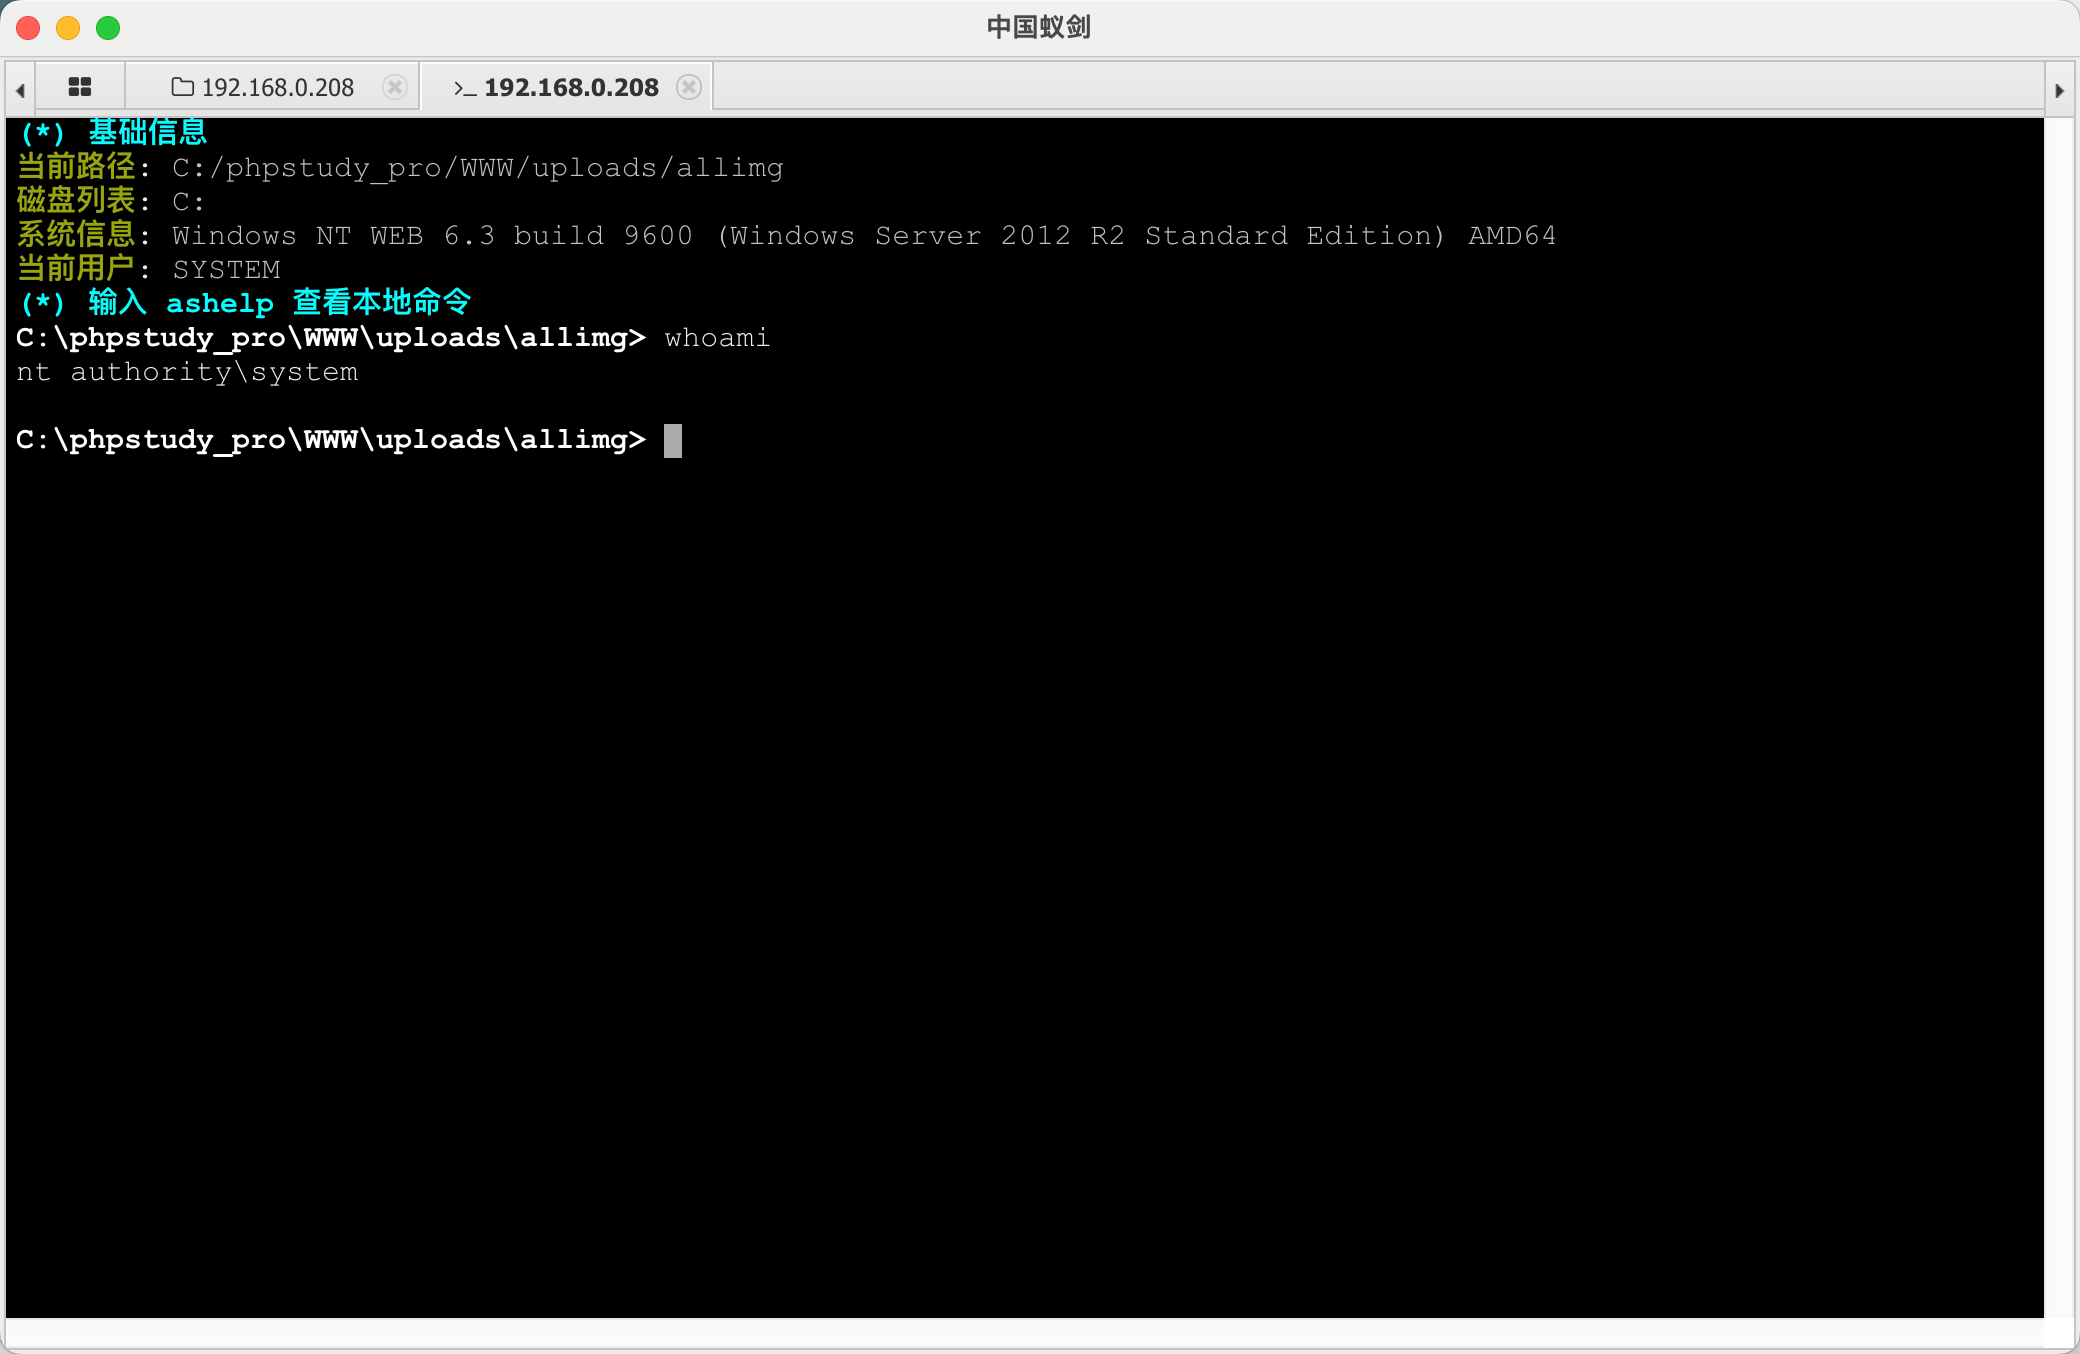 中国蚁剑
192.168.0.208 >_ 192.168.0.208
(*) 基础信息
当前路径: C:/phpstudy_pro/WWW/uploads/allimg
磁盘列表: C:
系统信息: Windows NT WEB 6.3 build 9600 (Windows Server 2012 R2 Standard Edition) AMD64
当前用户: SYSTEM
(*) 输入 ashelp 查看本地命令
C:\phpstudy_pro\WWW\uploads\allimg> whoami
nt authority\system
C:\phpstudy_pro\WWW\uploads\allimg>